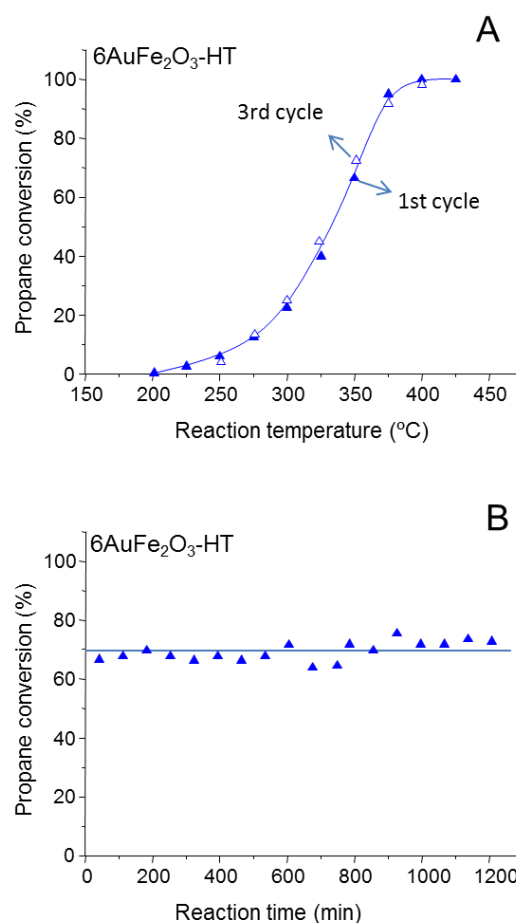 A
6AuFe₂O₃-HT
100
80
60
40
20
0
3rd cycle
1st cycle
Propane conversion (%)
150 200 250 300 350 400 450
Reaction temperature (ºC)
B
6AuFe₂O₃-HT
100
80
60
40
20
0
Propane conversion (%)
0 200 400 600 800 1000 1200
Reaction time (min)